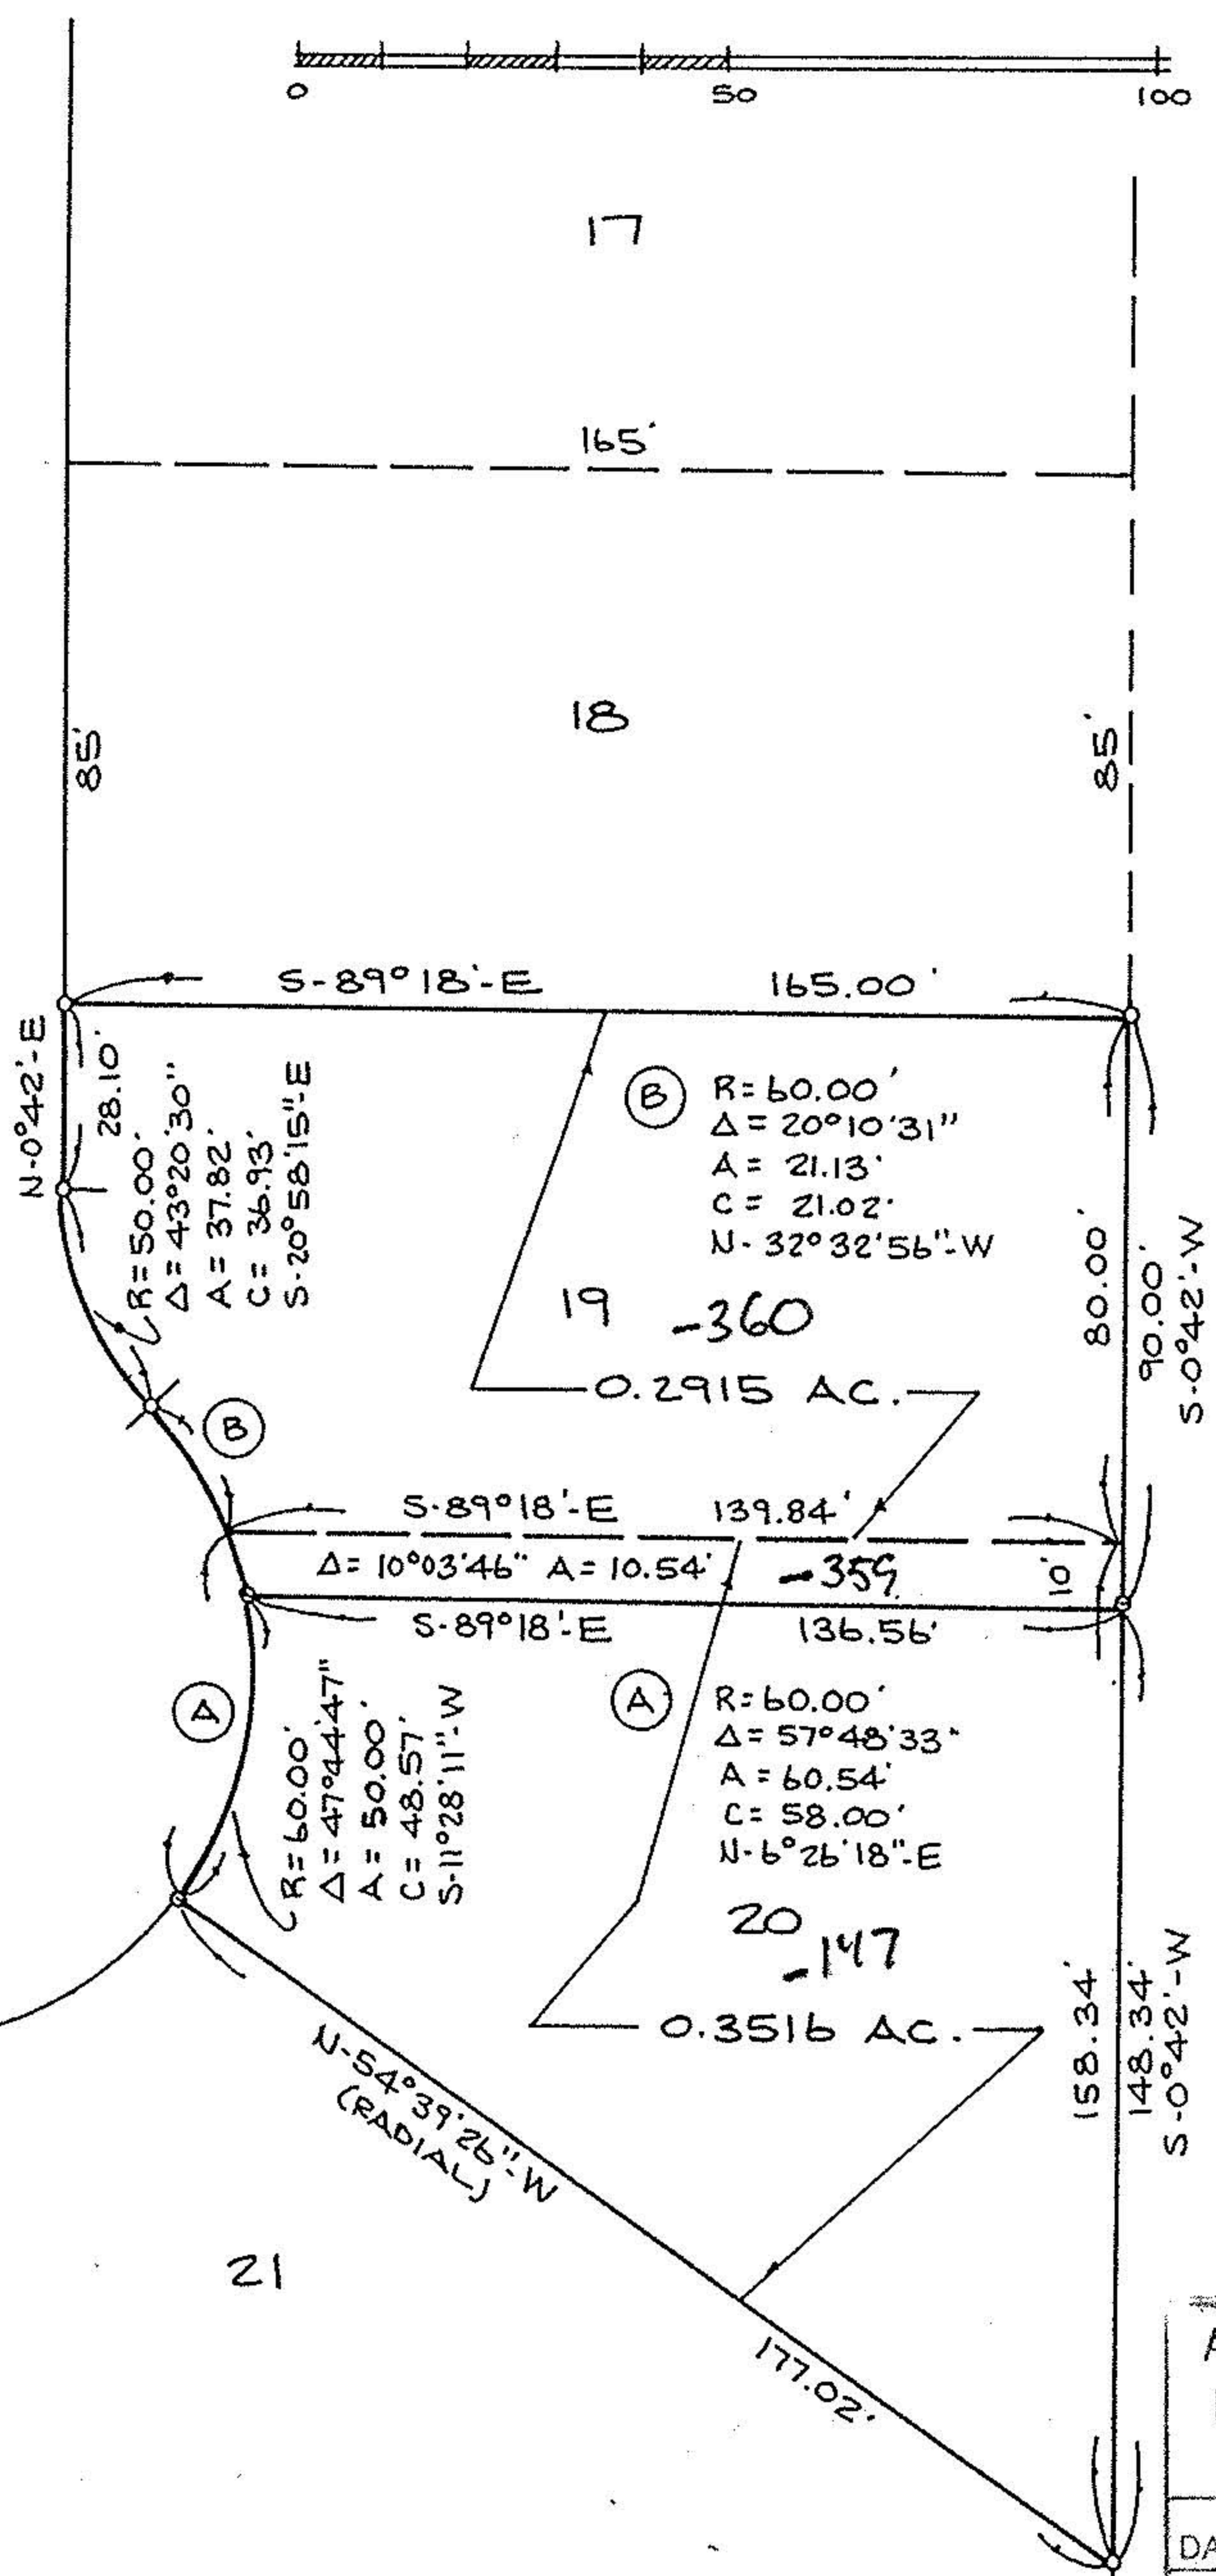 0 50 100
17
165'
18
85'
85'
S-89°18'-E 165.00'
N-0°42'-E
28.10'
R=50.00'
Δ=43°20'30"
A=37.82'
C=36.93'
S-20°58'15"-E
B
R=60.00'
Δ=20°10'31"
A=21.13'
C=21.02'
N-32°32'56"-W
19 -360
0.2915 AC.
80.00'
90.00'
S-0°42'-W
B
S-89°18'-E 139.84'
Δ=10°03'46" A=10.54' -359
10'
S-89°18'-E 136.56'
A
R=60.00'
Δ=47°44'47"
A=50.00'
C=48.57'
S-11°28'11"-W
A
R=60.00'
Δ=57°48'33"
A=60.54'
C=58.00'
N-6°26'18"-E
20
-147
0.3516 AC.
158.34'
148.34'
S-0°42'-W
N-54°39'26"-W
(RADIAL)
177.02'
21
DA